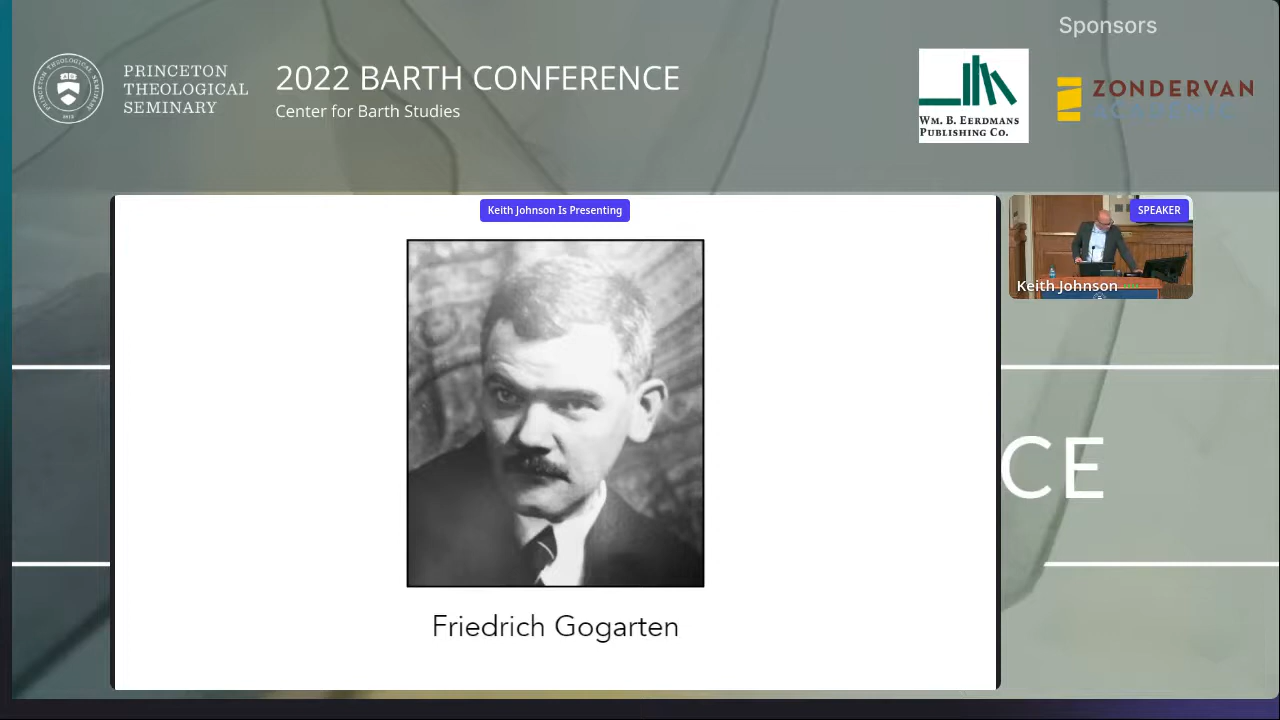 Sponsors
PRINCETON
THEOLOGICAL
SEMINARY
2022 BARTH CONFERENCE
Center for Barth Studies
WM. B. EERDMANS
PUBLISHING CO.
ZONDERVAN
ACADEMIC
Keith Johnson Is Presenting
SPEAKER
Keith Johnson
CE
Friedrich Gogarten